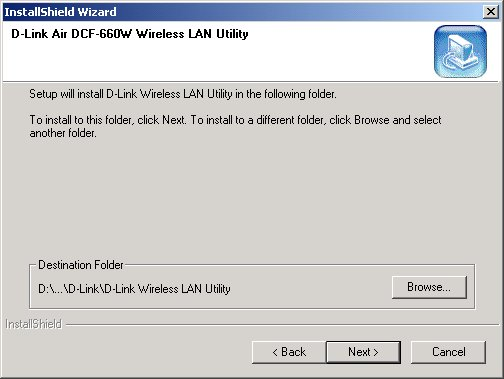 InstallShield Wizard
D-Link Air DCF-660W Wireless LAN Utility
Setup will install D-Link Wireless LAN Utility in the following folder.
To install to this folder, click Next. To install to a different folder, click Browse and select
another folder.
Destination Folder
D:\...\D-Link\D-Link Wireless LAN Utility
Browse...
InstallShield
< Back
Next >
Cancel